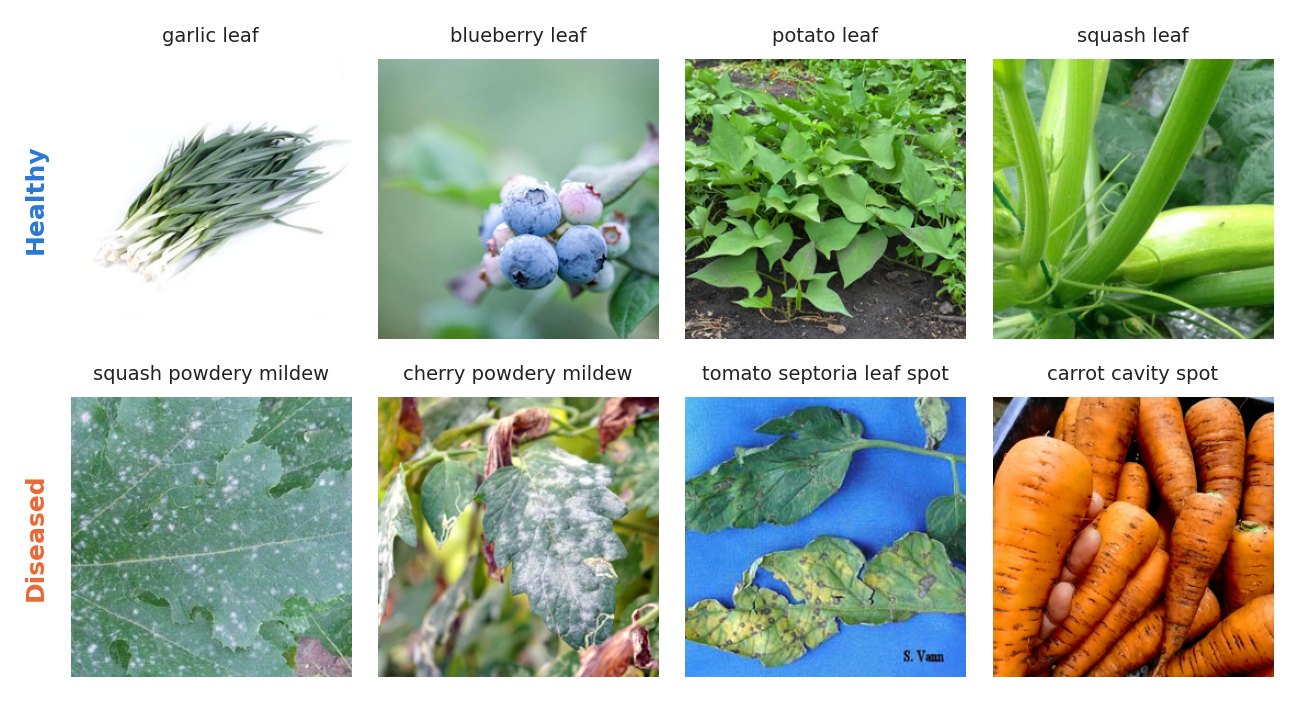 garlic leaf
blueberry leaf
potato leaf
squash leaf
Healthy
squash powdery mildew
cherry powdery mildew
tomato septoria leaf spot
carrot cavity spot
Diseased
S. Vann